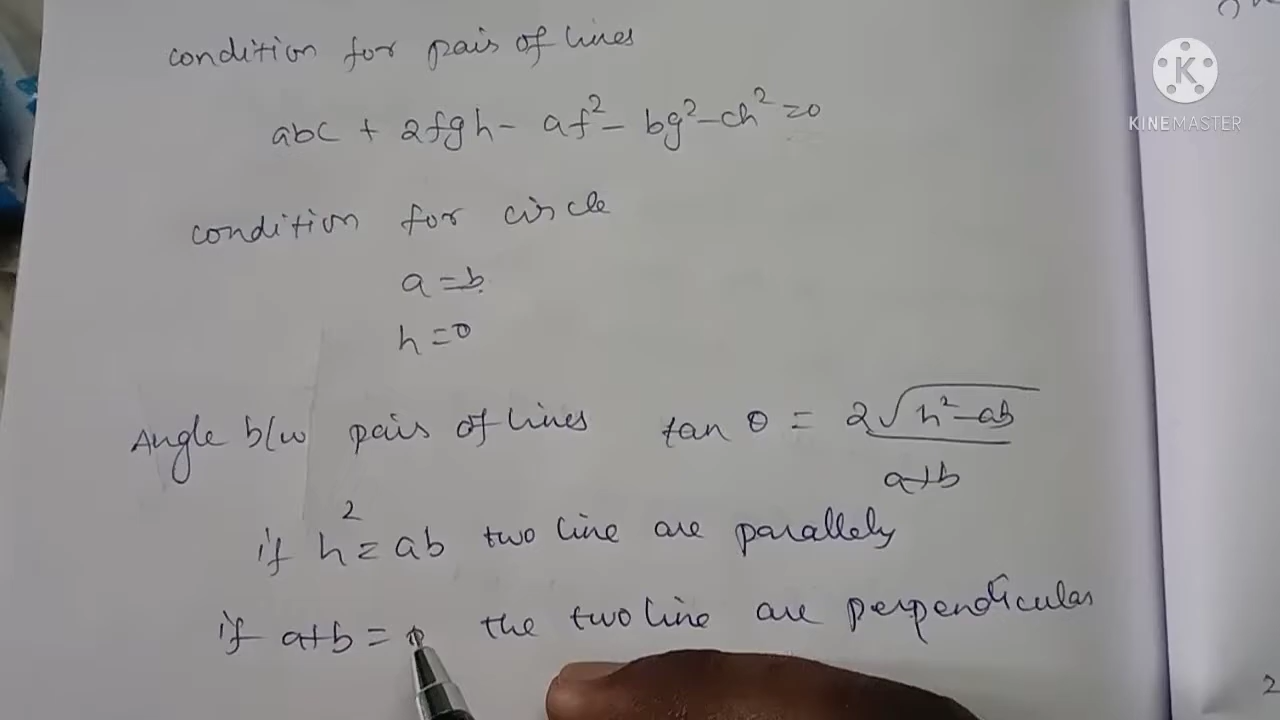 condition for pair of lines
abc + 2fgh - af² - bg² - ch² = 0
condition for circle
a = b
h = 0
Angle b/w pair of lines tan θ = 2√(h² - ab) / (a+b)
if h² = ab two line are parallely
if a+b = 0 the two line are perpendicular
K
KINEMASTER
2